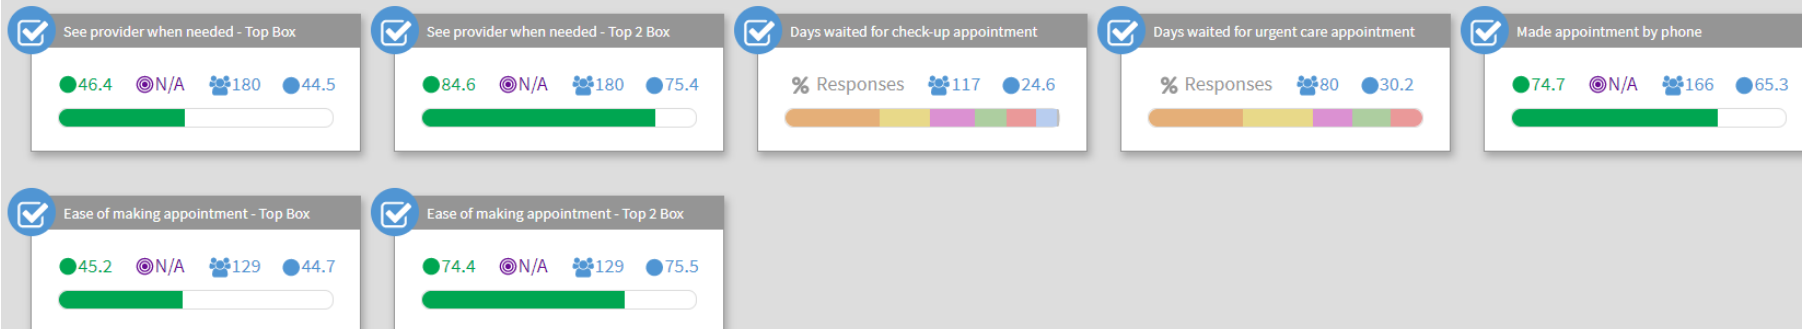 See provider when needed - Top Box
46.4 N/A 180 44.5
See provider when needed - Top 2 Box
84.6 N/A 180 75.4
Days waited for check-up appointment
% Responses 117 24.6
Days waited for urgent care appointment
% Responses 80 30.2
Made appointment by phone
74.7 N/A 166 65.3
Ease of making appointment - Top Box
45.2 N/A 129 44.7
Ease of making appointment - Top 2 Box
74.4 N/A 129 75.5